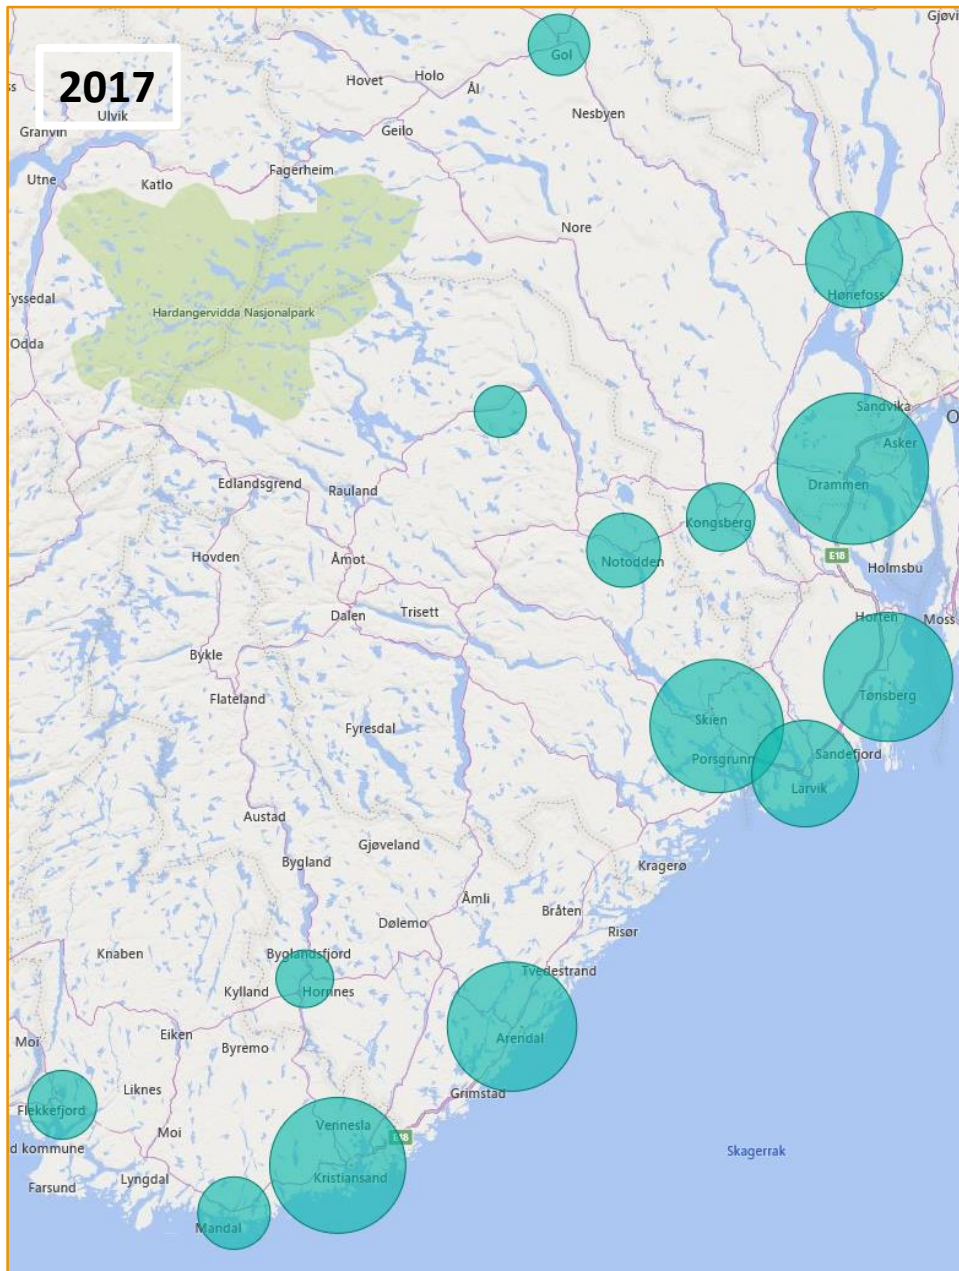 Gjøvi
2017
Gol
Holo
Hovet
ss
Ål
Nesbyen
Ulvik
Granvin
Geilo
Fagerheim
Utne
Katlo
Nore
Hønefoss
yssedal
Hardangervidda Nasjonalpark
Odda
Sandvika
O
Asker
Edlandsgrend
Rauland
Drammen
Kongsberg
Hovden
Åmot
Notodden
E18
Holmsbu
Dalen
Trisett
Horten
Moss
Bykle
Flateland
Tønsberg
Fyresdal
Skien
Porsgrunn
Sandefjord
Larvik
Austad
Gjøveland
Bygland
Kragerø
Åmli
Bråten
Dølemo
Risør
Knaben
Byglandsfjord
Tvedestrand
Kylland
Hornnes
Eiken
Moi
Byremo
Arendal
Liknes
Grimstad
Flekkefjord
Vennesla
Moi
E18
d kommune
Skagerrak
Lyngdal
Kristiansand
Farsund
Mandal